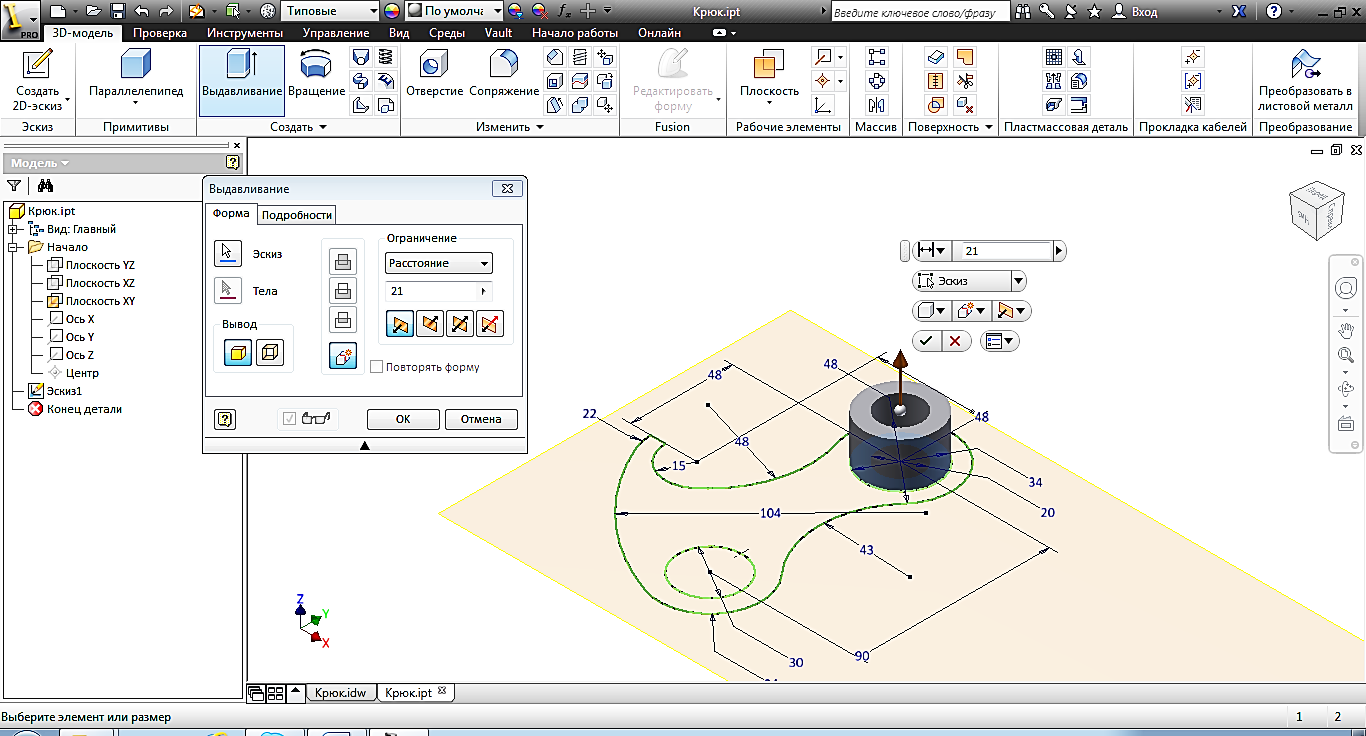 Типовые
По умолча
Крюк.ipt
Введите ключевое слово/фразу
Вход
PRO
3D-модель
Проверка
Инструменты
Управление
Вид
Среды
Vault
Начало работы
Онлайн
Создать
2D-эскиз
Параллелепипед
Выдавливание
Вращение
Отверстие
Сопряжение
Редактировать
форму
Плоскость
Преобразовать в
листовой металл
Эскиз
Примитивы
Создать
Изменить
Fusion
Рабочие элементы
Массив
Поверхность
Пластмассовая деталь
Прокладка кабелей
Преобразование
Модель
Крюк.ipt
Вид: Главный
Начало
Плоскость YZ
Плоскость XZ
Плоскость XY
Ось X
Ось Y
Ось Z
Центр
Эскиз1
Конец детали
Выдавливание
Форма
Подробности
Эскиз
Тела
Вывод
Ограничение
Расстояние
21
Повторять форму
OK
Отмена
21
Эскиз
48
48
48
22
48
15
34
20
104
43
90
30
Z
Y
X
Крюк.idw
Крюк.ipt
Выберите элемент или размер
1
2